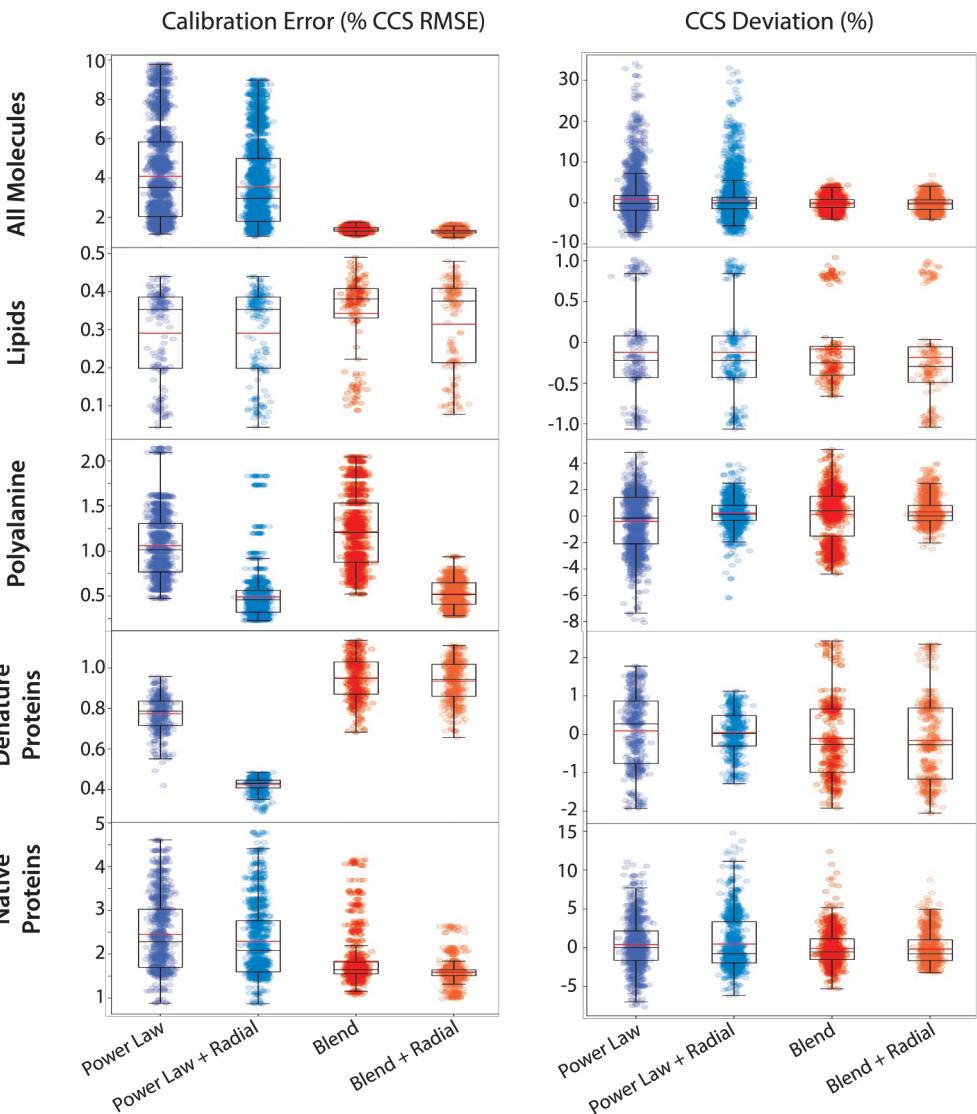 Calibration Error (% CCS RMSE)
CCS Deviation (%)
All Molecules
10
8
6
4
2
30
20
10
0
-10
Lipids
0.5
0.4
0.3
0.2
0.1
1.0
0.5
0
-0.5
-1.0
Polyalanine
2.0
1.5
1.0
0.5
4
2
0
-2
-4
-6
-8
Denature
Proteins
1.0
0.8
0.6
0.4
2
1
0
-1
-2
Native
Proteins
5
4
3
2
1
15
10
5
0
-5
Power Law
Power Law + Radial
Blend
Blend + Radial
Power Law
Power Law + Radial
Blend
Blend + Radial